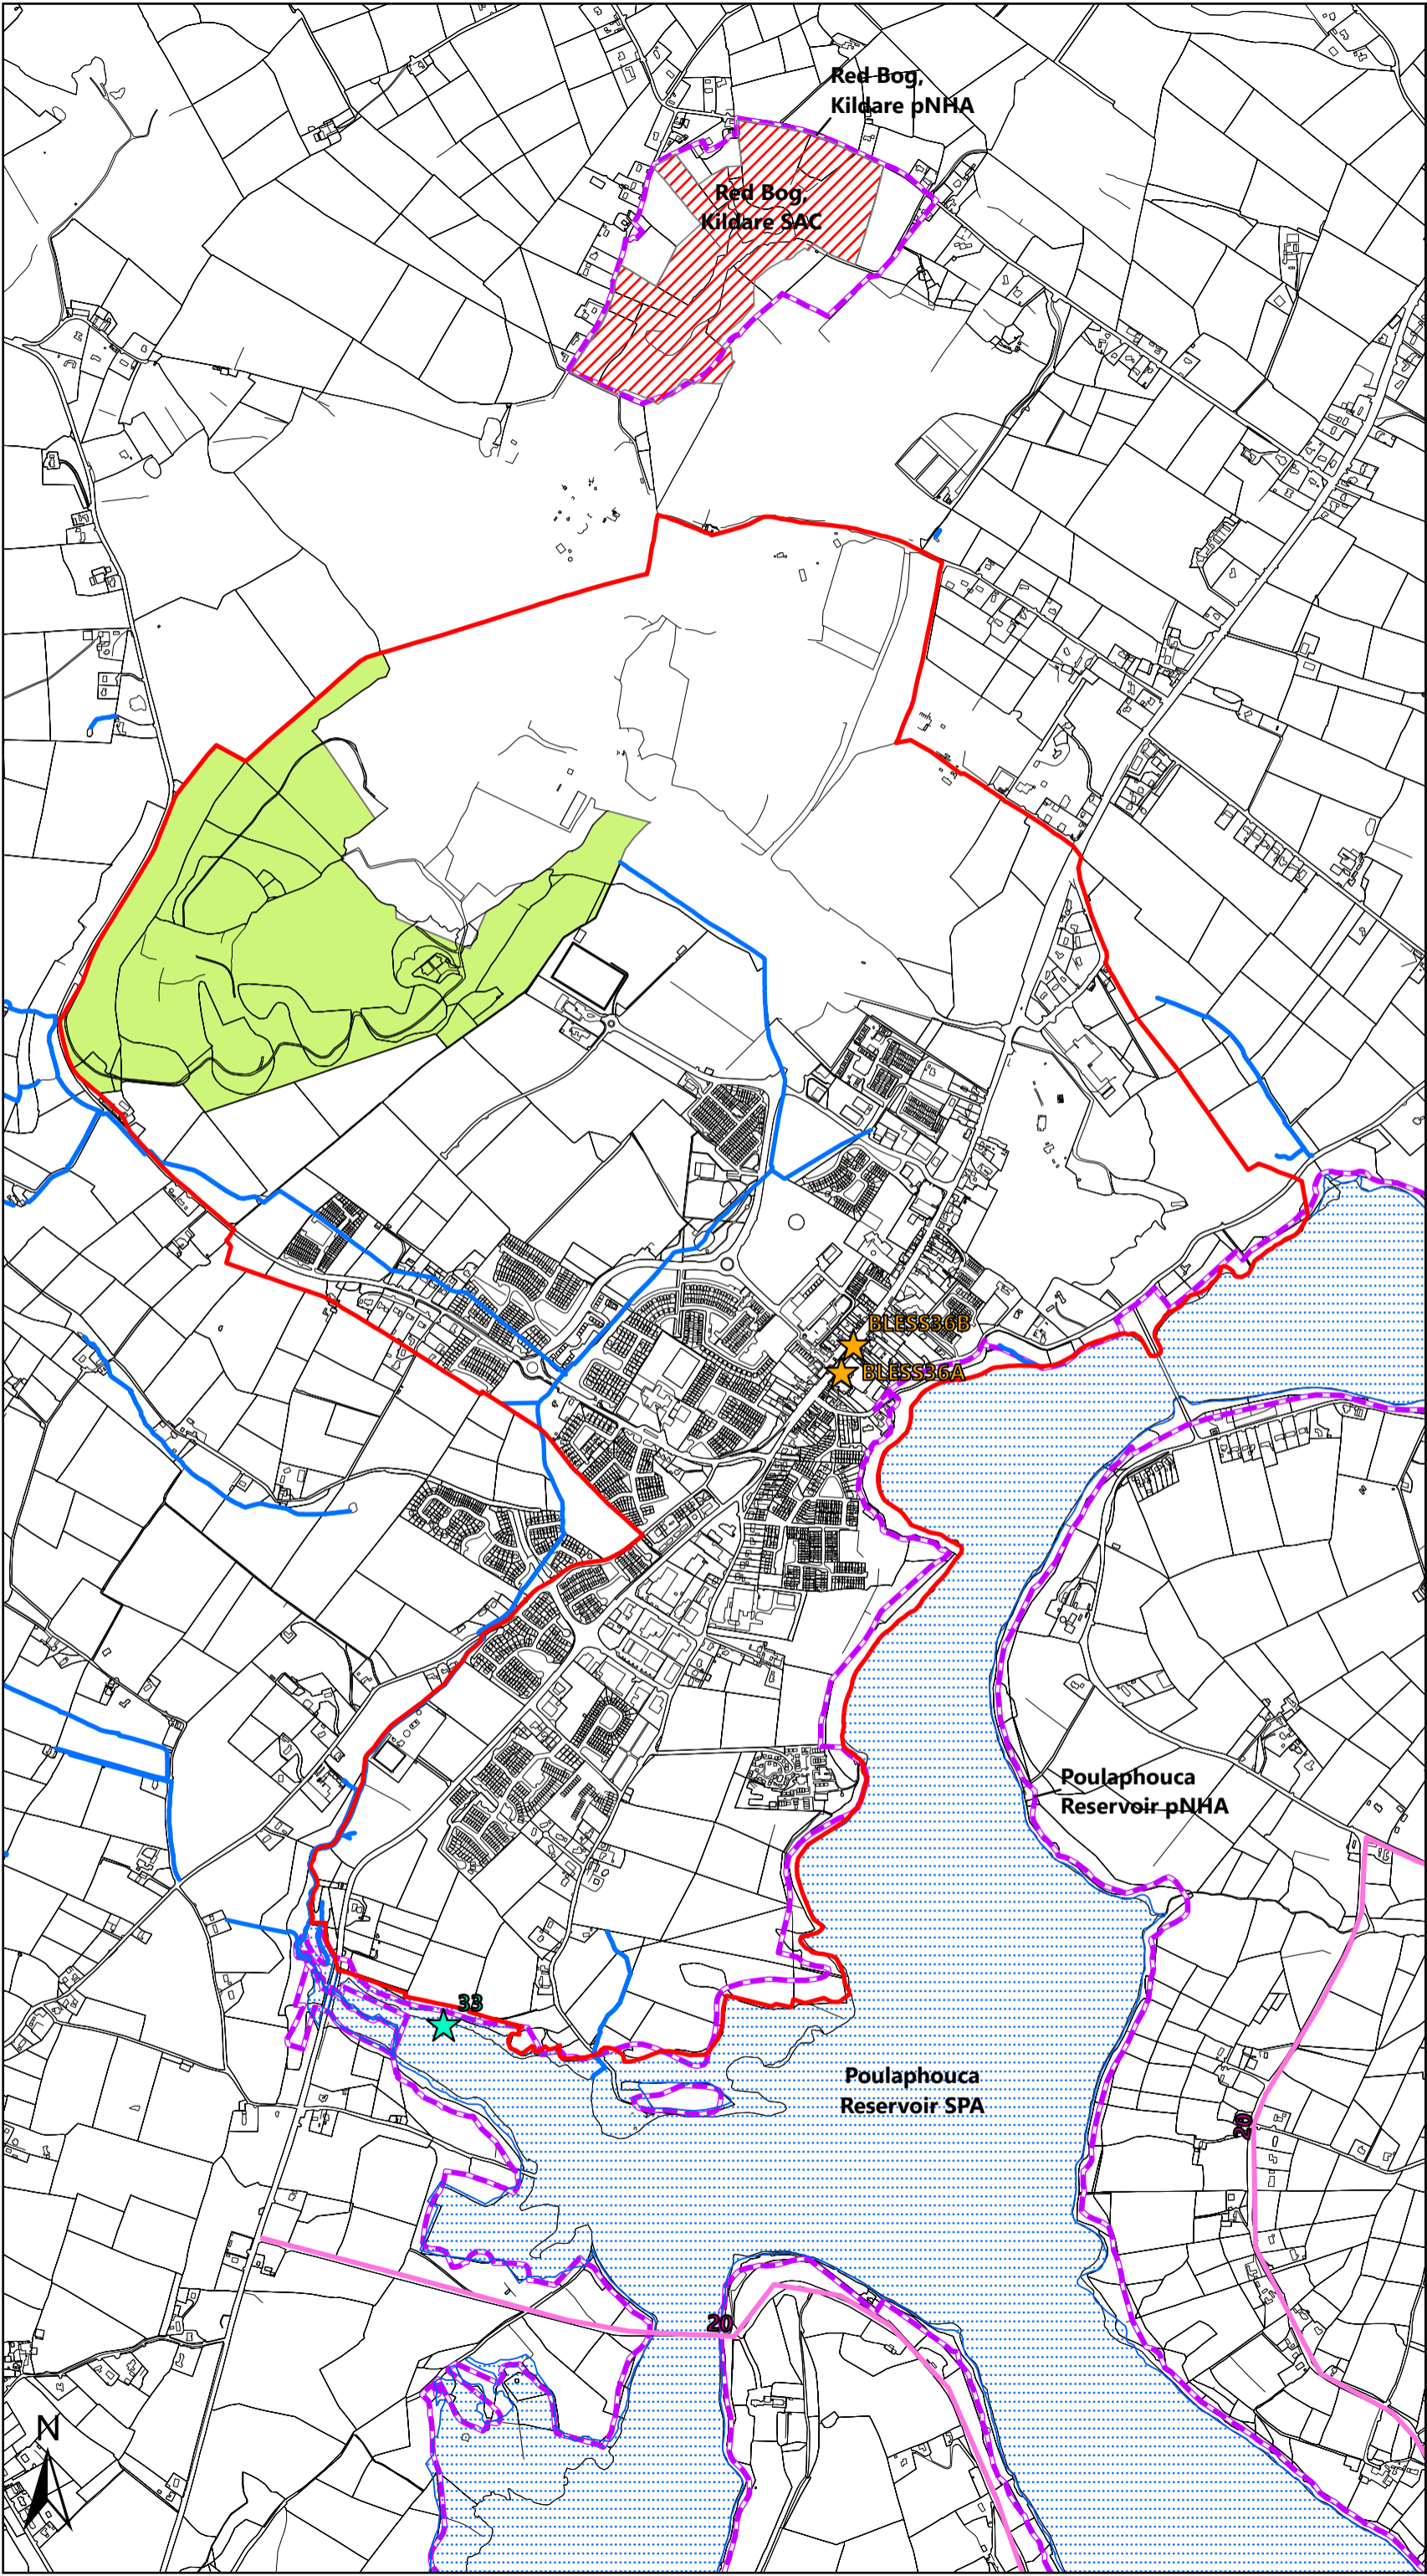 Red Bog,
Kildare pNHA
Red Bog,
Kildare SAC
BLESS36B
BLESS36A
Poulaphouca
Reservoir pNHA
33
Poulaphouca
Reservoir SPA
20
20
N